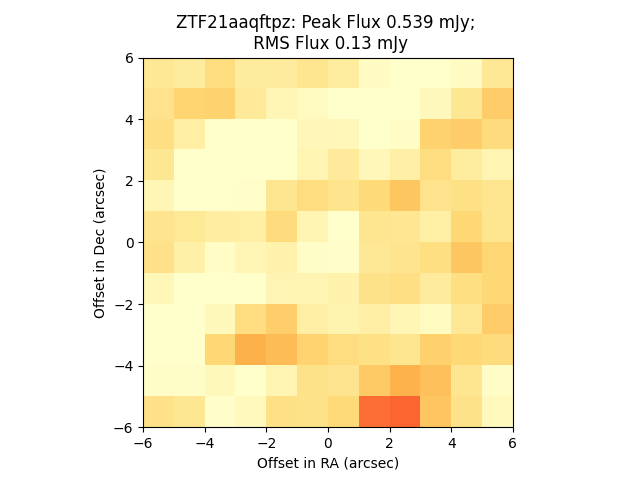 ZTF21aaqftpz: Peak Flux 0.539 mJy;
RMS Flux 0.13 mJy
6
4
2
0
−2
−4
−6
Offset in Dec (arcsec)
−6 −4 −2 0 2 4 6
Offset in RA (arcsec)